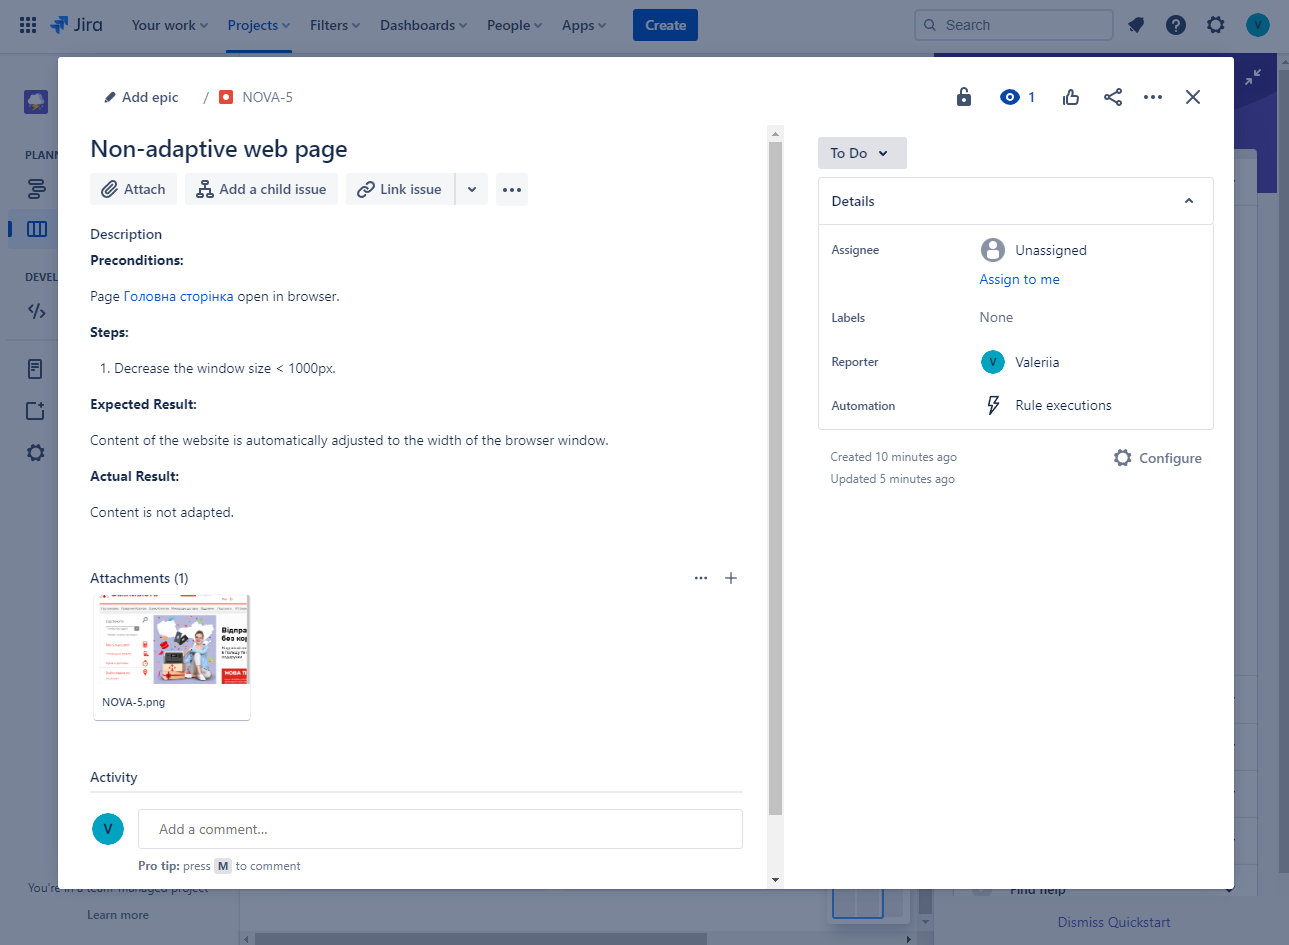 Jira
Your work
Projects
Filters
Dashboards
People
Apps
Create
Search
V
Add epic
/
NOVA-5
1
Non-adaptive web page
Attach
Add a child issue
Link issue
Description
Preconditions:
Page Головна сторінка open in browser.
Steps:
1. Decrease the window size < 1000px.
Expected Result:
Content of the website is automatically adjusted to the width of the browser window.
Actual Result:
Content is not adapted.
Attachments (1)
Відпра
без кор
МОВА ТІ
NOVA-5.png
Activity
V
Add a comment...
Pro tip: press M to comment
To Do
Details
Assignee
Unassigned
Assign to me
Labels
None
Reporter
V
Valeriia
Automation
Rule executions
Created 10 minutes ago
Updated 5 minutes ago
Configure
PLANN
DEVEL
You're in a team-managed project
Learn more
Find help
Dismiss Quickstart